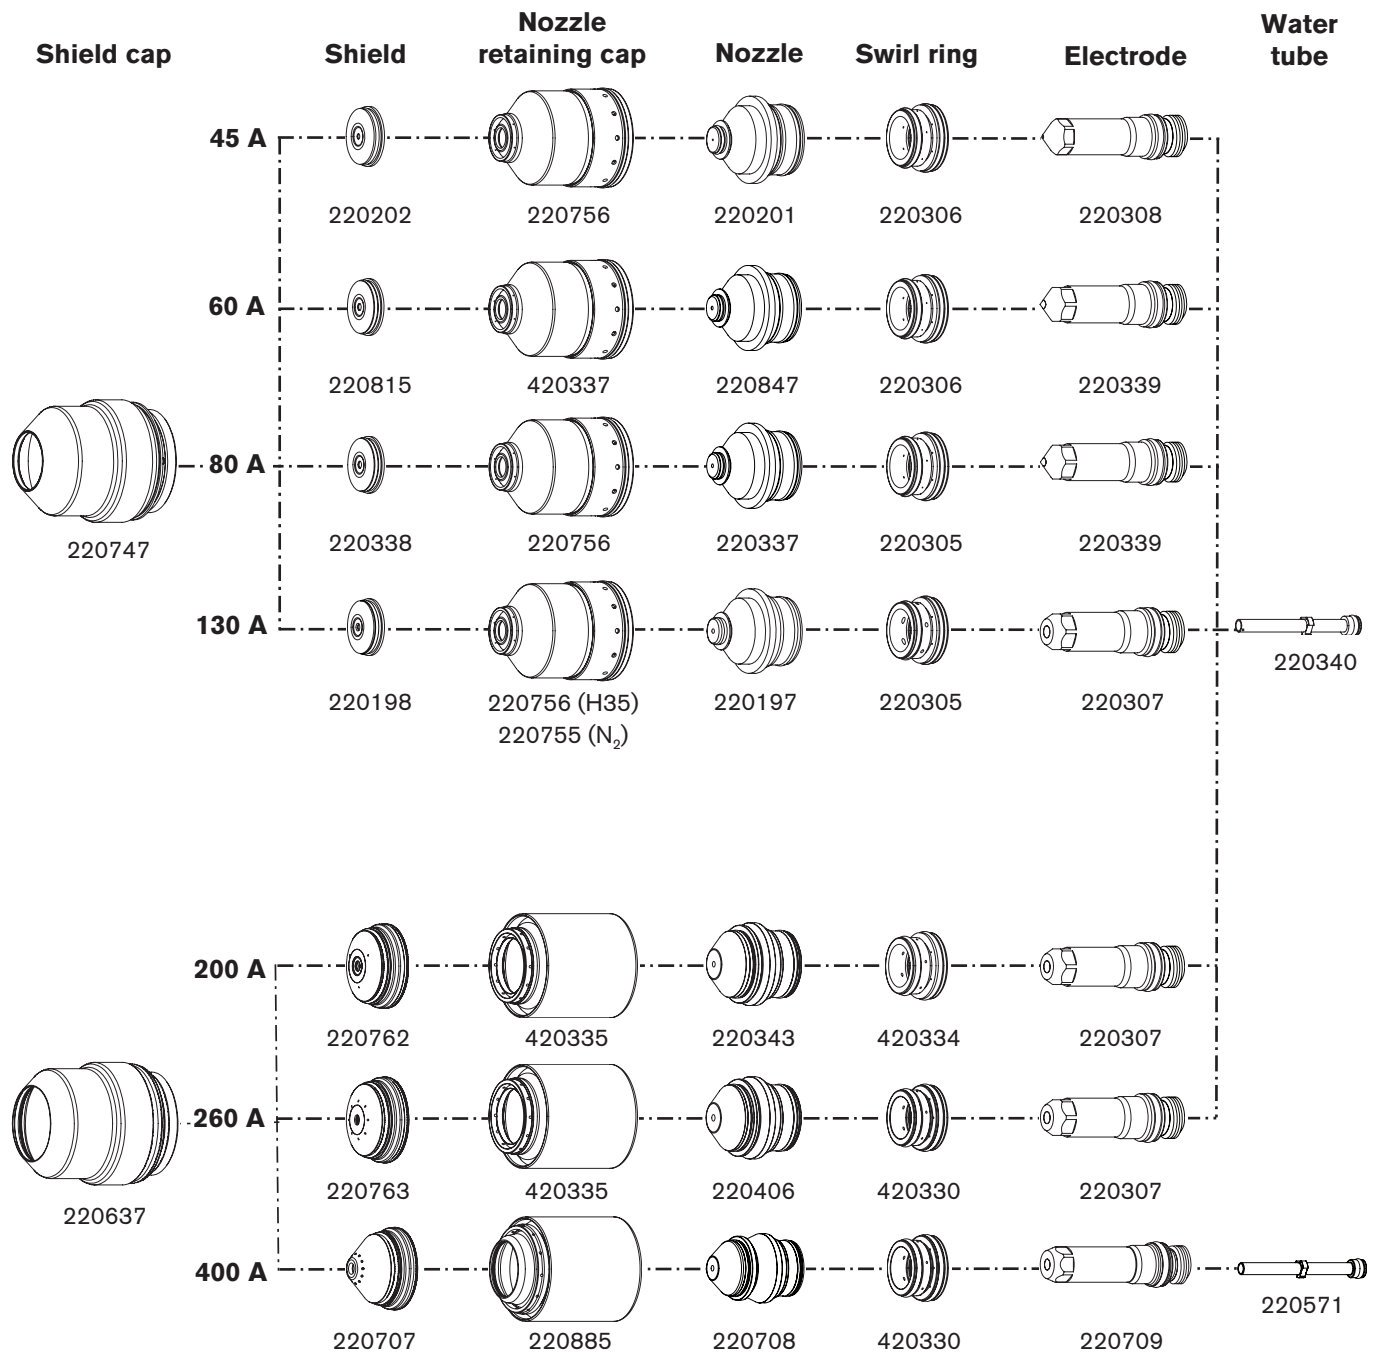 Shield cap
Shield
Nozzle
retaining cap
Nozzle
Swirl ring
Electrode
Water
tube
45 A
220202
220756
220201
220306
220308
60 A
220815
420337
220847
220306
220339
80 A
220747
220338
220756
220337
220305
220339
130 A
220198
220756 (H35)
220755 (N₂)
220197
220305
220307
220340
200 A
220762
420335
220343
420334
220307
260 A
220637
220763
420335
220406
420330
220307
400 A
220707
220885
220708
420330
220709
220571